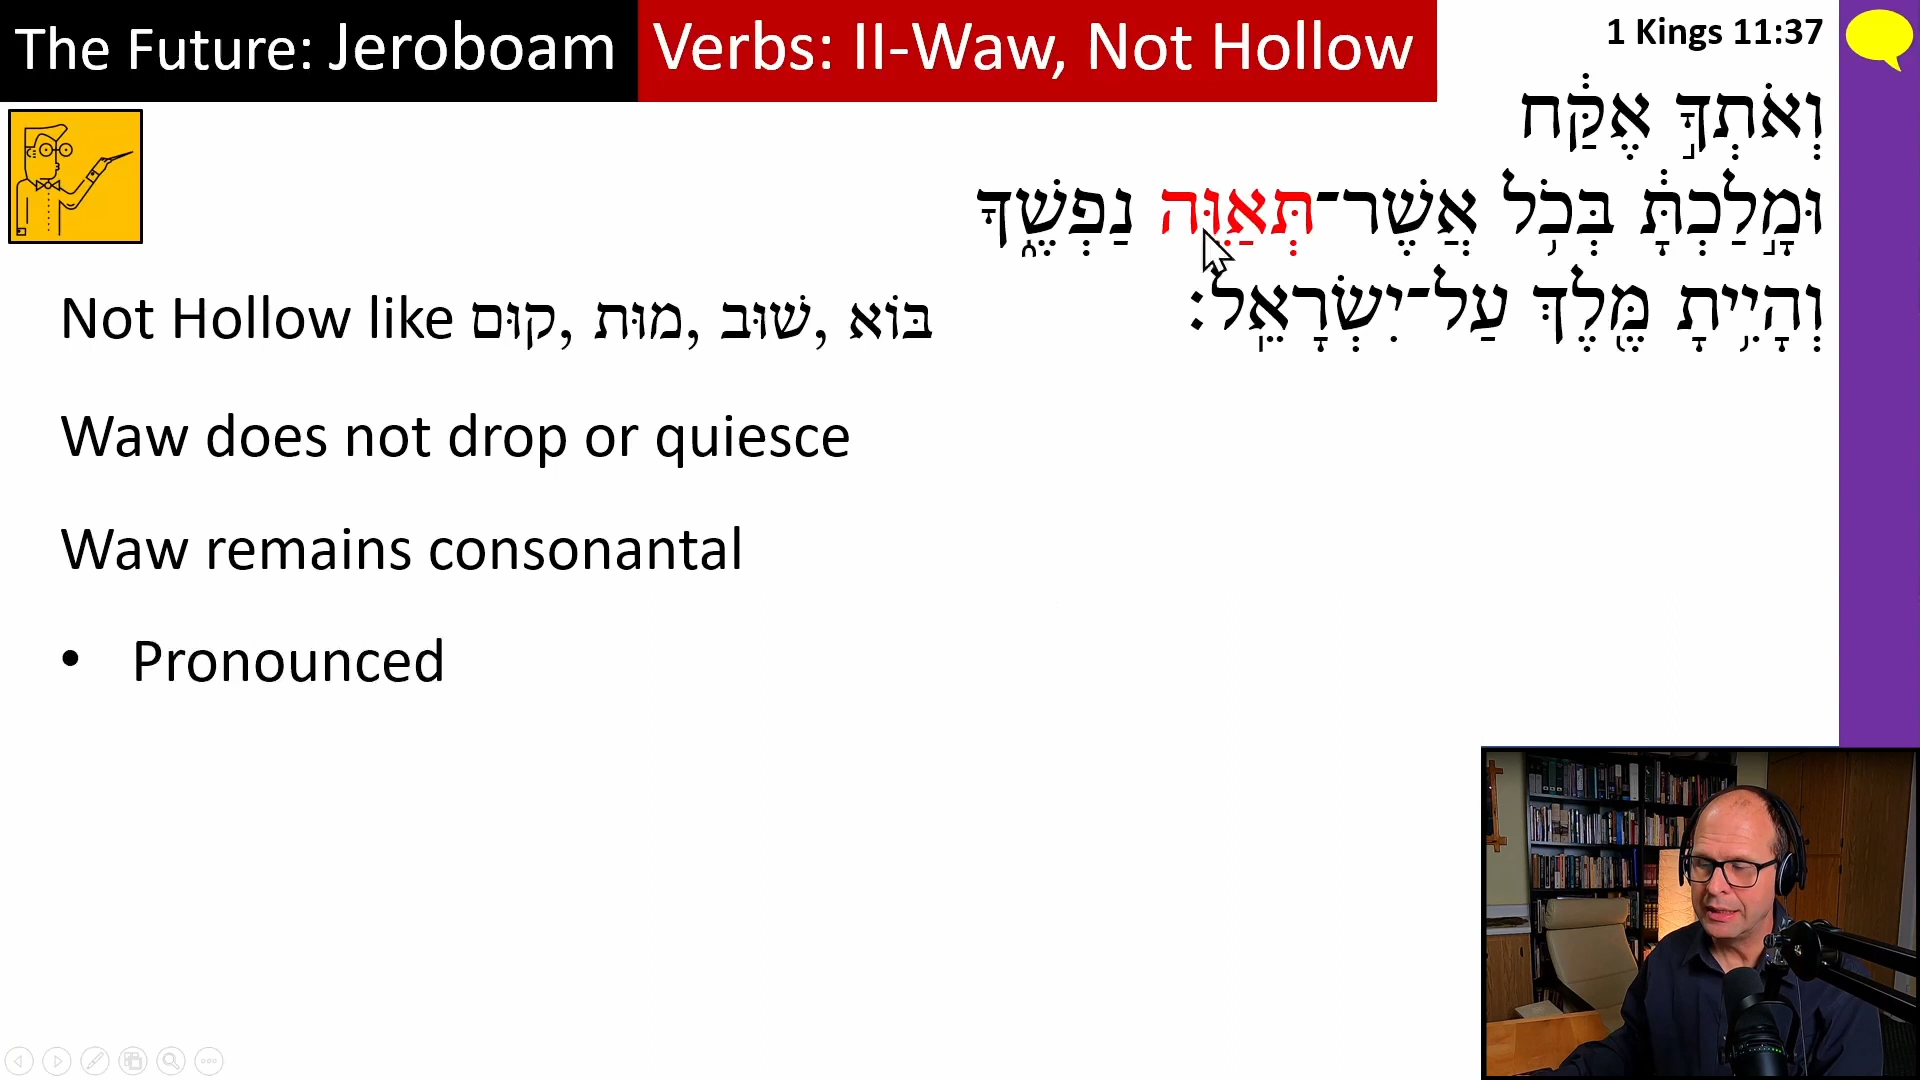 The Future: Jeroboam
Verbs: II-Waw, Not Hollow
1 Kings 11:37
וְאֹתְךָ֣ אֶקַּ֔ח
וּמָ֣לַכְתָּ֔ בְּכֹ֥ל אֲשֶׁר־תְּאַוֶּ֖ה נַפְשֶׁ֑ךָ
וְהָיִ֥יתָ מֶּ֖לֶךְ עַל־יִשְׂרָאֵֽל׃
Not Hollow like קוּם, מוּת, שׁוּב, בּוֹא
Waw does not drop or quiesce
Waw remains consonantal
• Pronounced